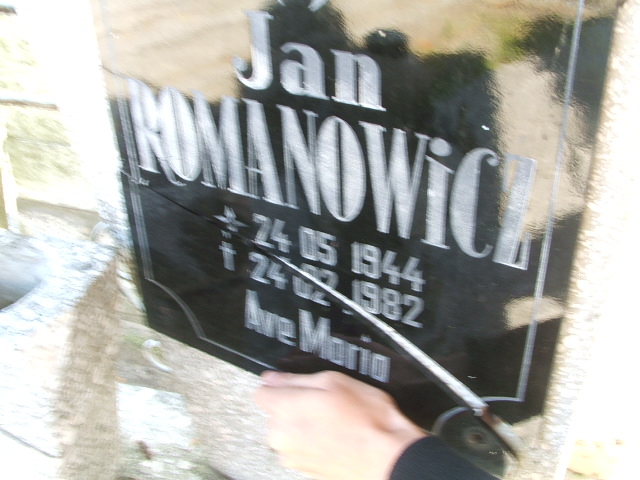 Jan
ROMANOWiCZ
* 24 05 1944
† 24 02 1982
Ave Maria